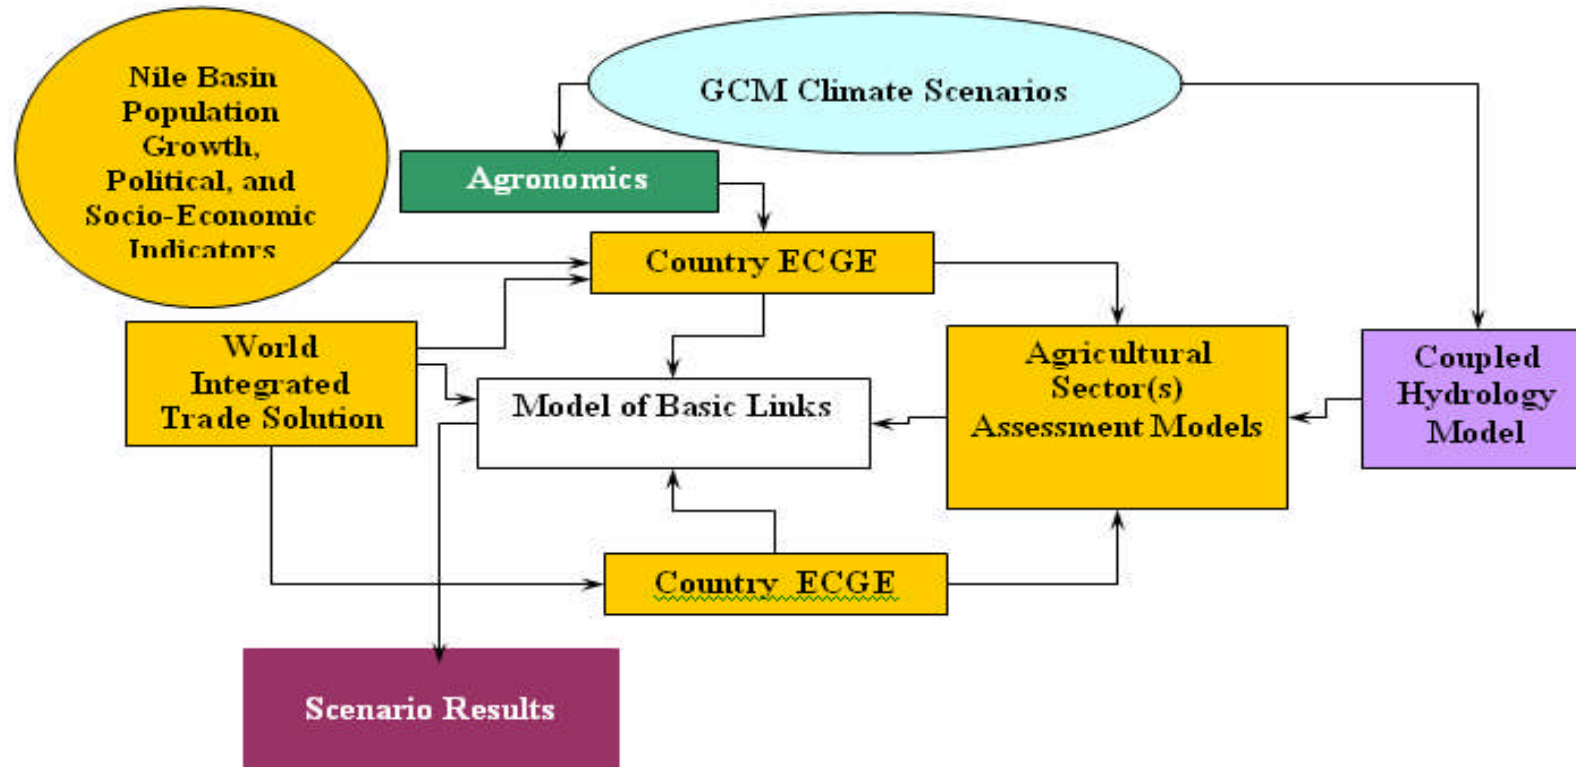 Nile Basin
Population
Growth,
Political, and
Socio-Economic
Indicators
GCM Climate Scenarios
Agronomics
Country ECGE
World
Integrated
Trade Solution
Model of Basic Links
Agricultural
Sector(s)
Assessment Models
Coupled
Hydrology
Model
Country ECGE
Scenario Results